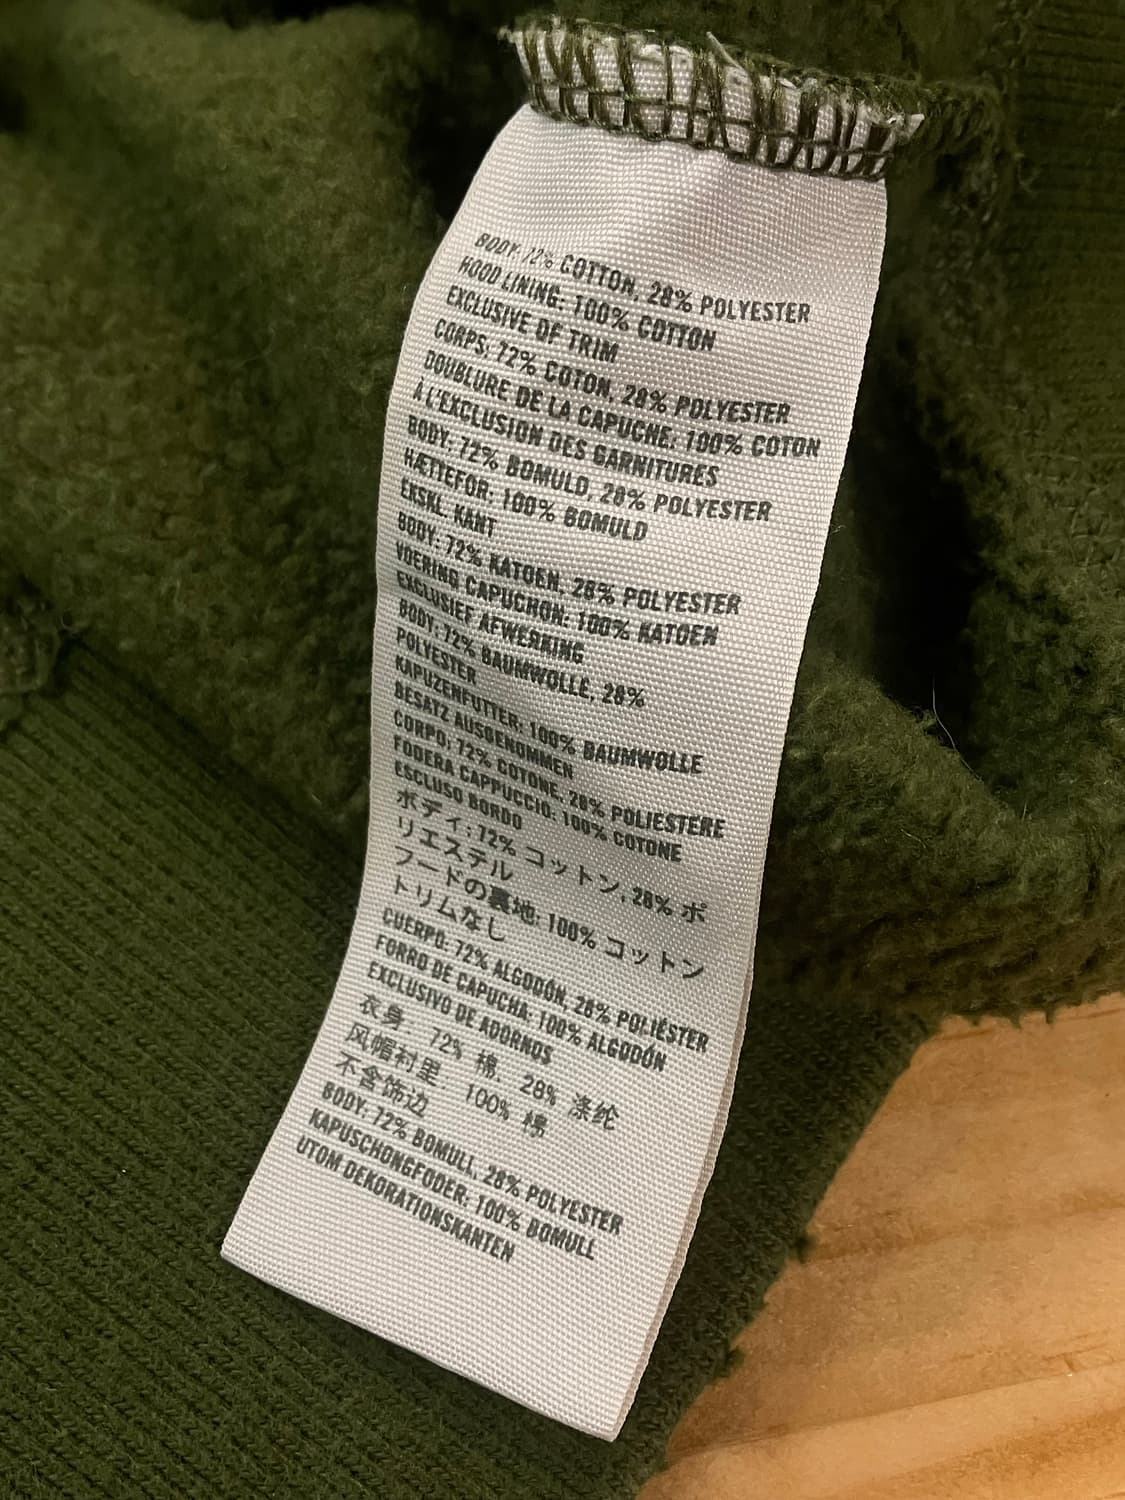 BODY: 72% COTTON, 28% POLYESTER
HOOD LINING: 100% COTTON
EXCLUSIVE OF TRIM
CORPS: 72% COTON, 28% POLYESTER
DOUBLURE DE LA CAPUCHE: 100% COTON
À L'EXCLUSION DES GARNITURES
BODY: 72% BOMULD, 28% POLYESTER
HÆTTEFOR: 100% BOMULD
EKSKL. KANT
BODY: 72% KATOEN, 28% POLYESTER
VOERING CAPUCHON: 100% KATOEN
EXCLUSIEF AFWERKING
BODY: 72% BAUMWOLLE, 28%
POLYESTER
KAPUZENFUTTER: 100% BAUMWOLLE
BESATZ AUSGENOMMEN
CORPO: 72% COTONE, 28% POLIESTERE
FODERA CAPPUCCIO: 100% COTONE
ESCLUSO BORDO
ボディ: 72% コットン, 28% ポ
リエステル
フードの裏地: 100% コットン
トリムなし
CUERPO: 72% ALGODÓN, 28% POLIÉSTER
FORRO DE CAPUCHA: 100% ALGODÓN
EXCLUSIVO DE ADORNOS
衣身: 72% 棉, 28% 涤纶
风帽衬里: 100% 棉
不含饰边
BODY: 72% BOMULL, 28% POLYESTER
KAPUSCHONGFODER: 100% BOMULL
UTOM DEKORATIONSKANTEN